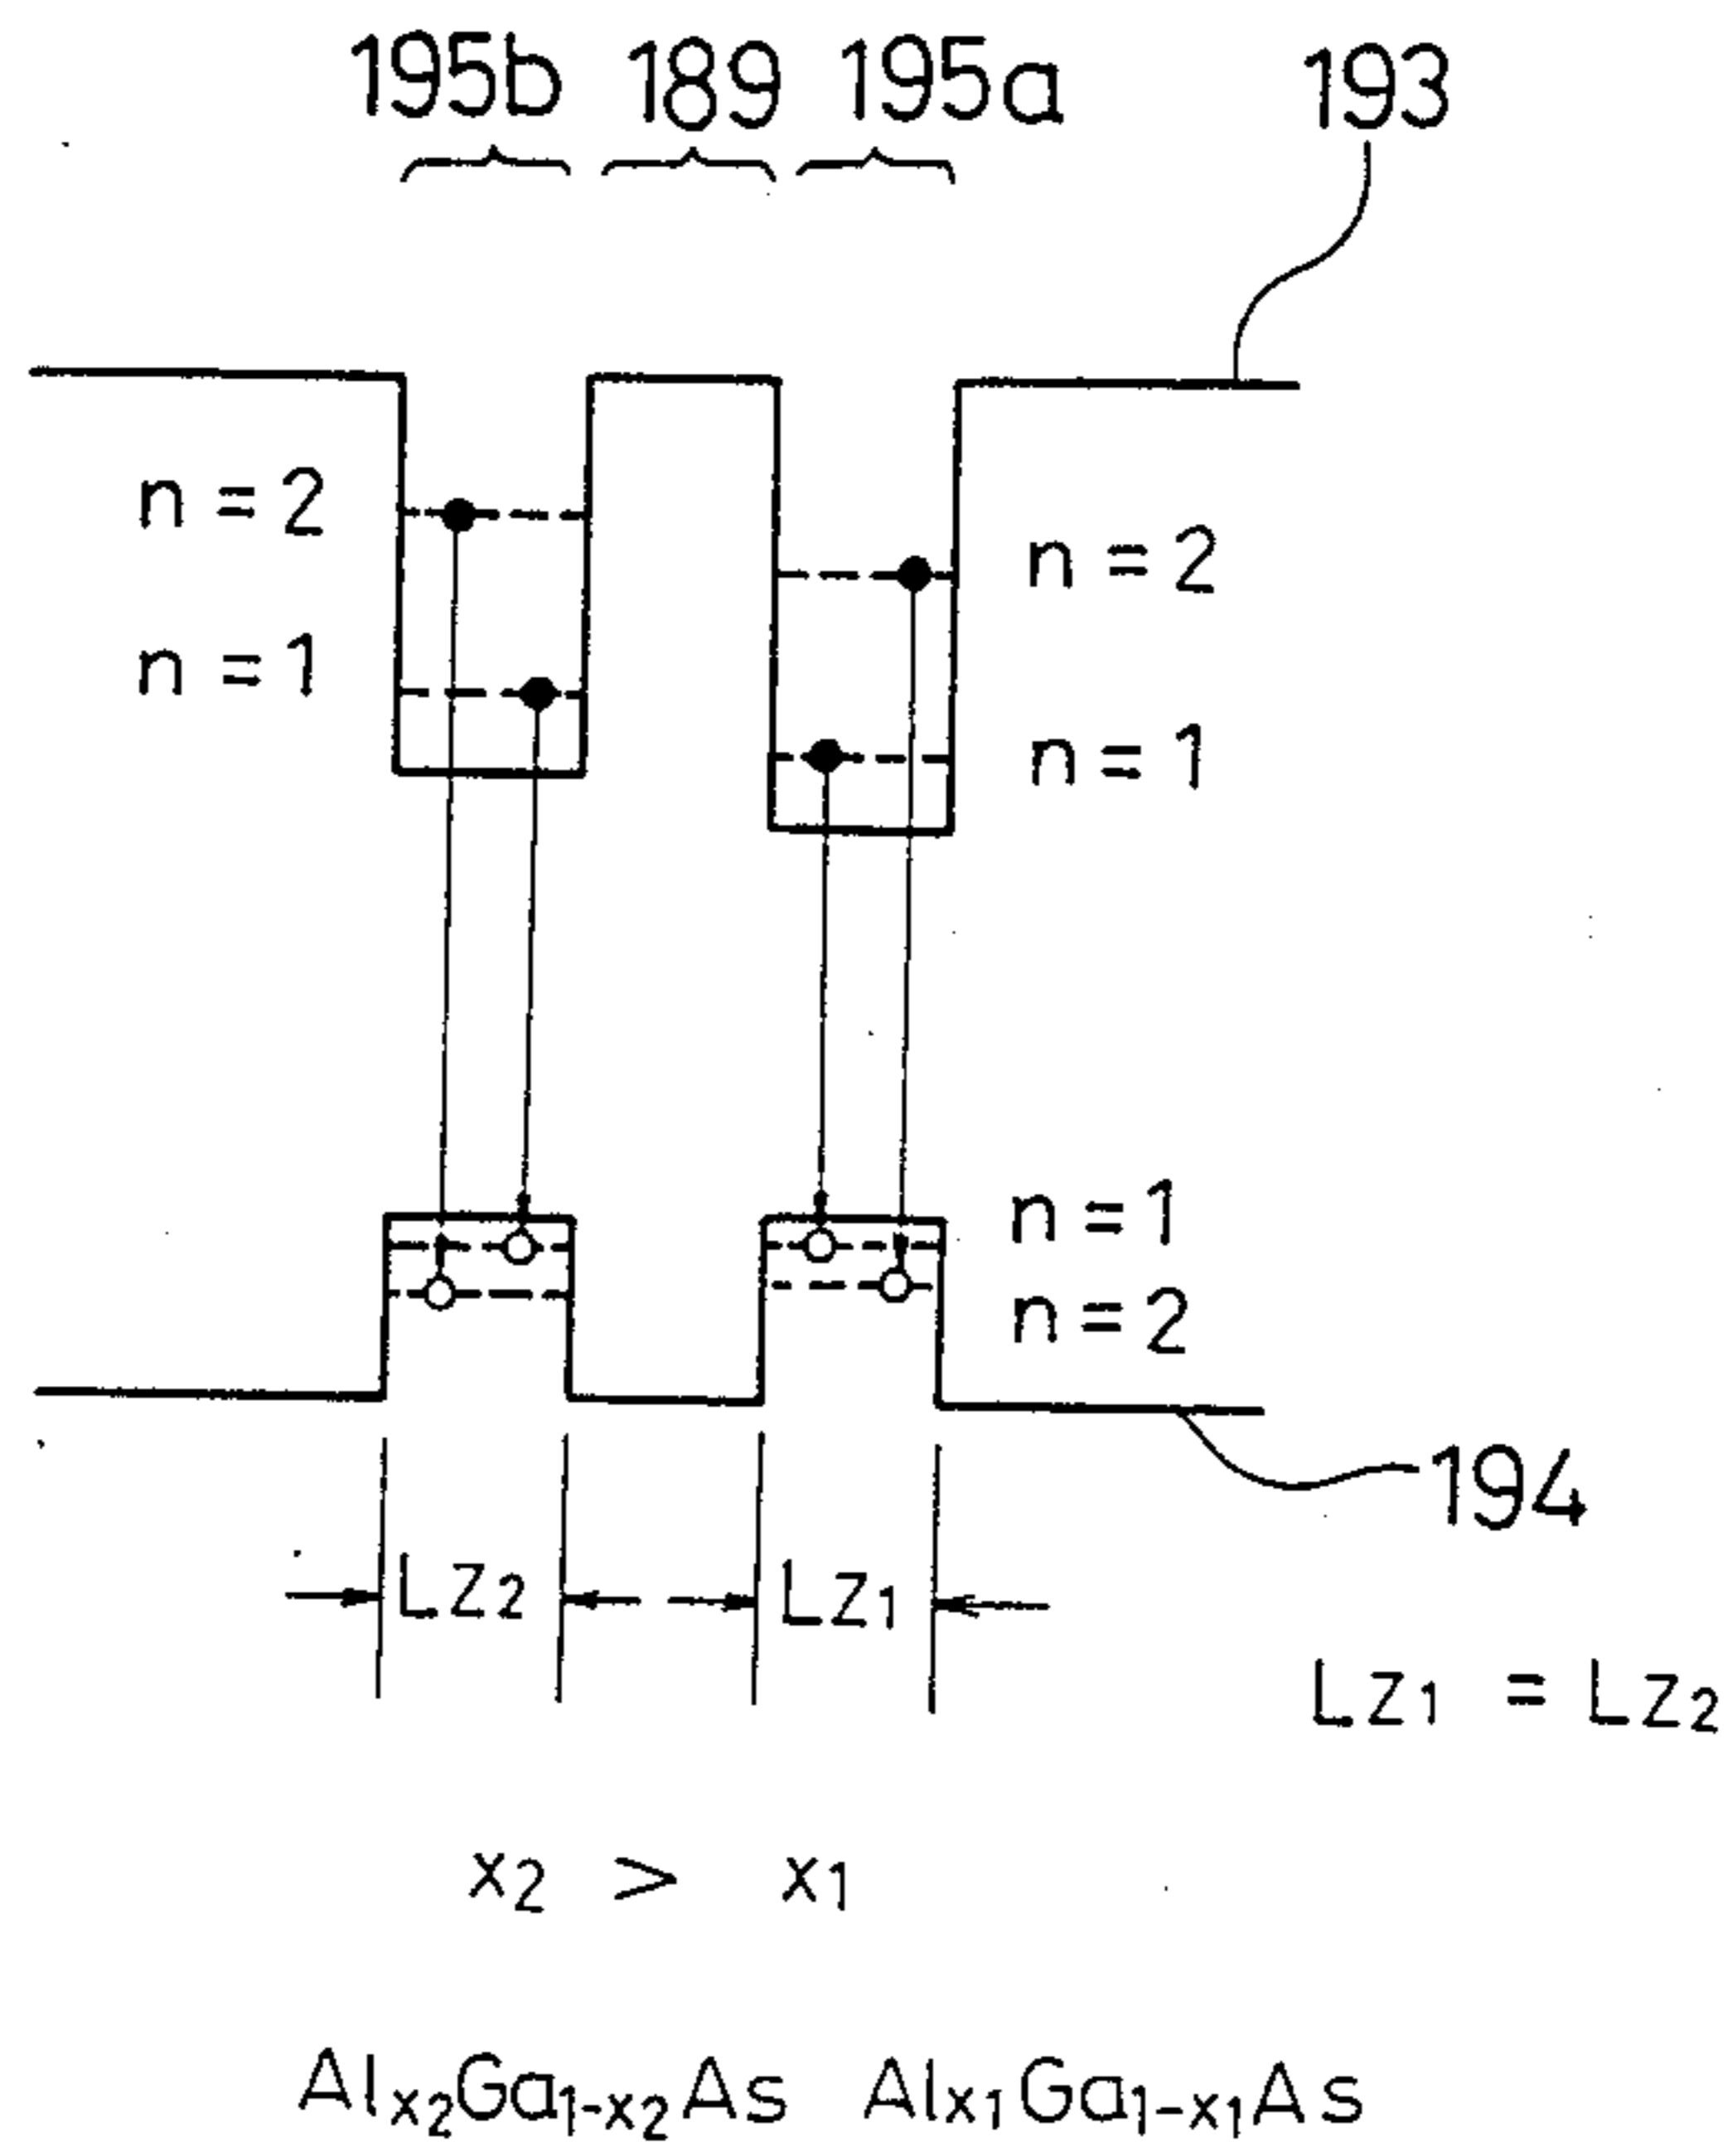 195b 189 195a 193
n = 2
n = 2
n = 1
n = 1
n = 1
n = 2
194
Lz₂ Lz₁
Lz₁ = Lz₂
x₂ > x₁
Alx₂Ga₁₋x₂As Alx₁Ga₁₋x₁As